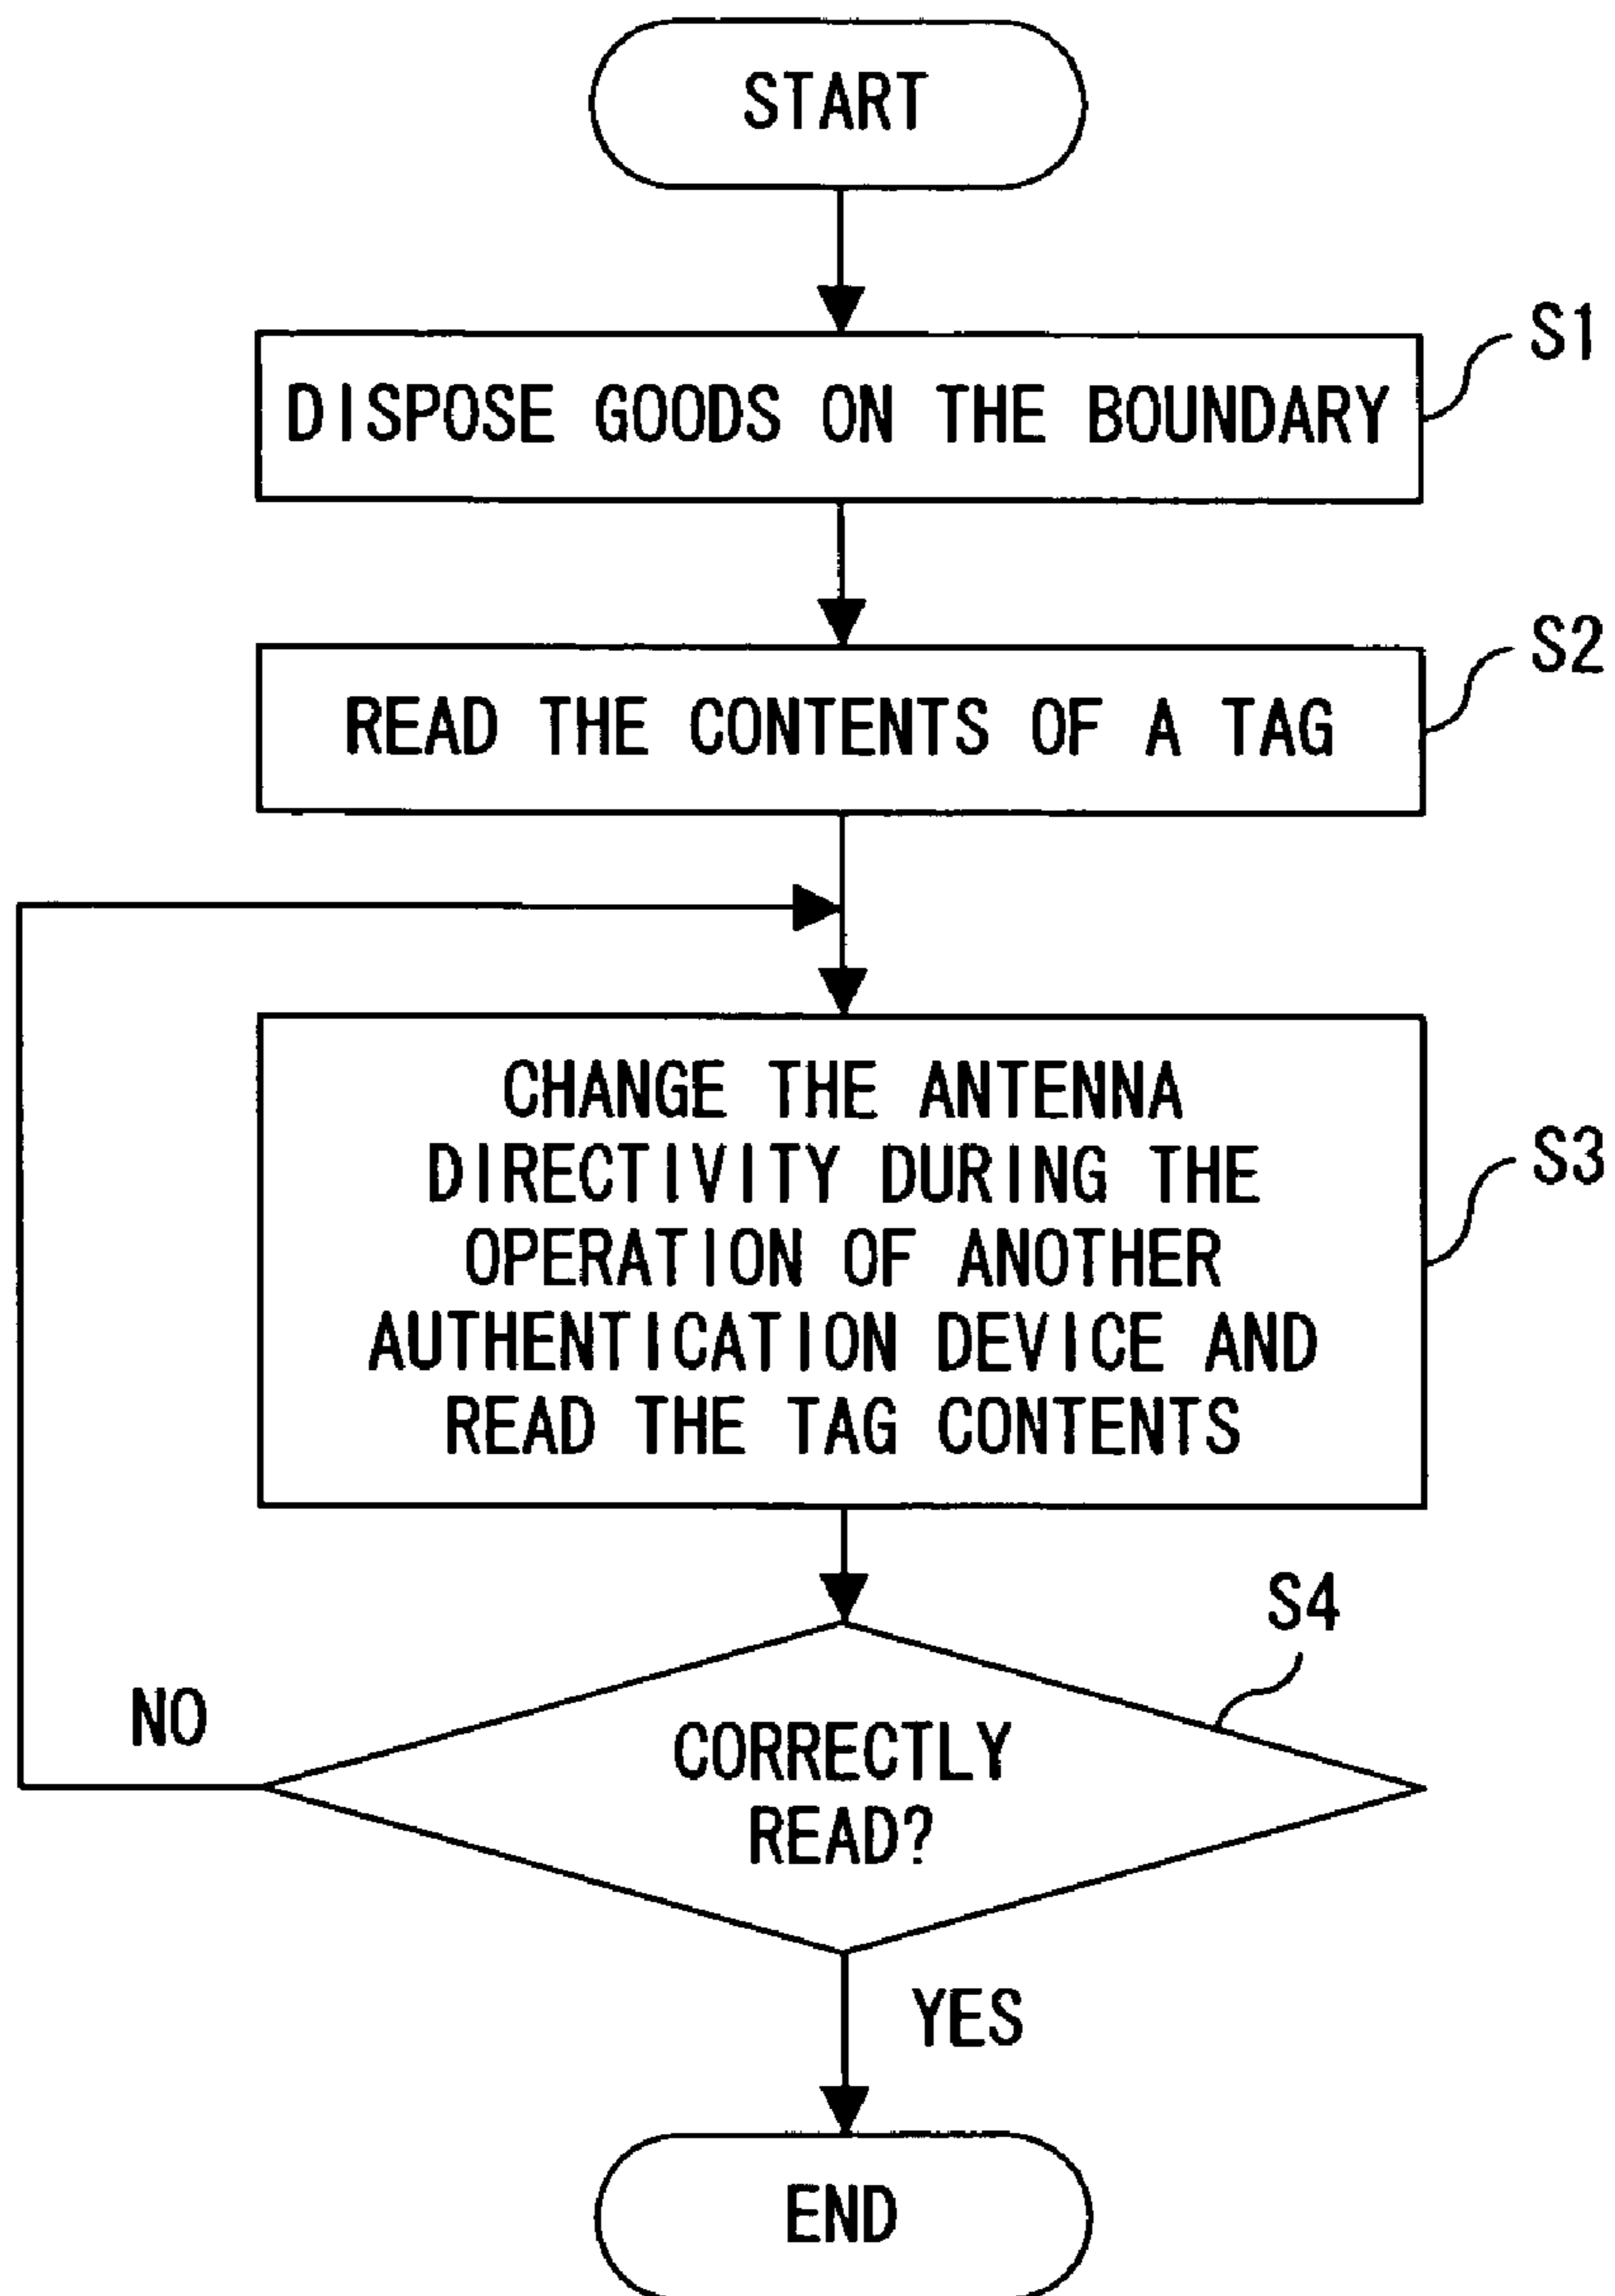 START
DISPOSE GOODS ON THE BOUNDARY
S1
READ THE CONTENTS OF A TAG
S2
CHANGE THE ANTENNA
DIRECTIVITY DURING THE
OPERATION OF ANOTHER
AUTHENTICATION DEVICE AND
READ THE TAG CONTENTS
S3
S4
NO
CORRECTLY
READ?
YES
END